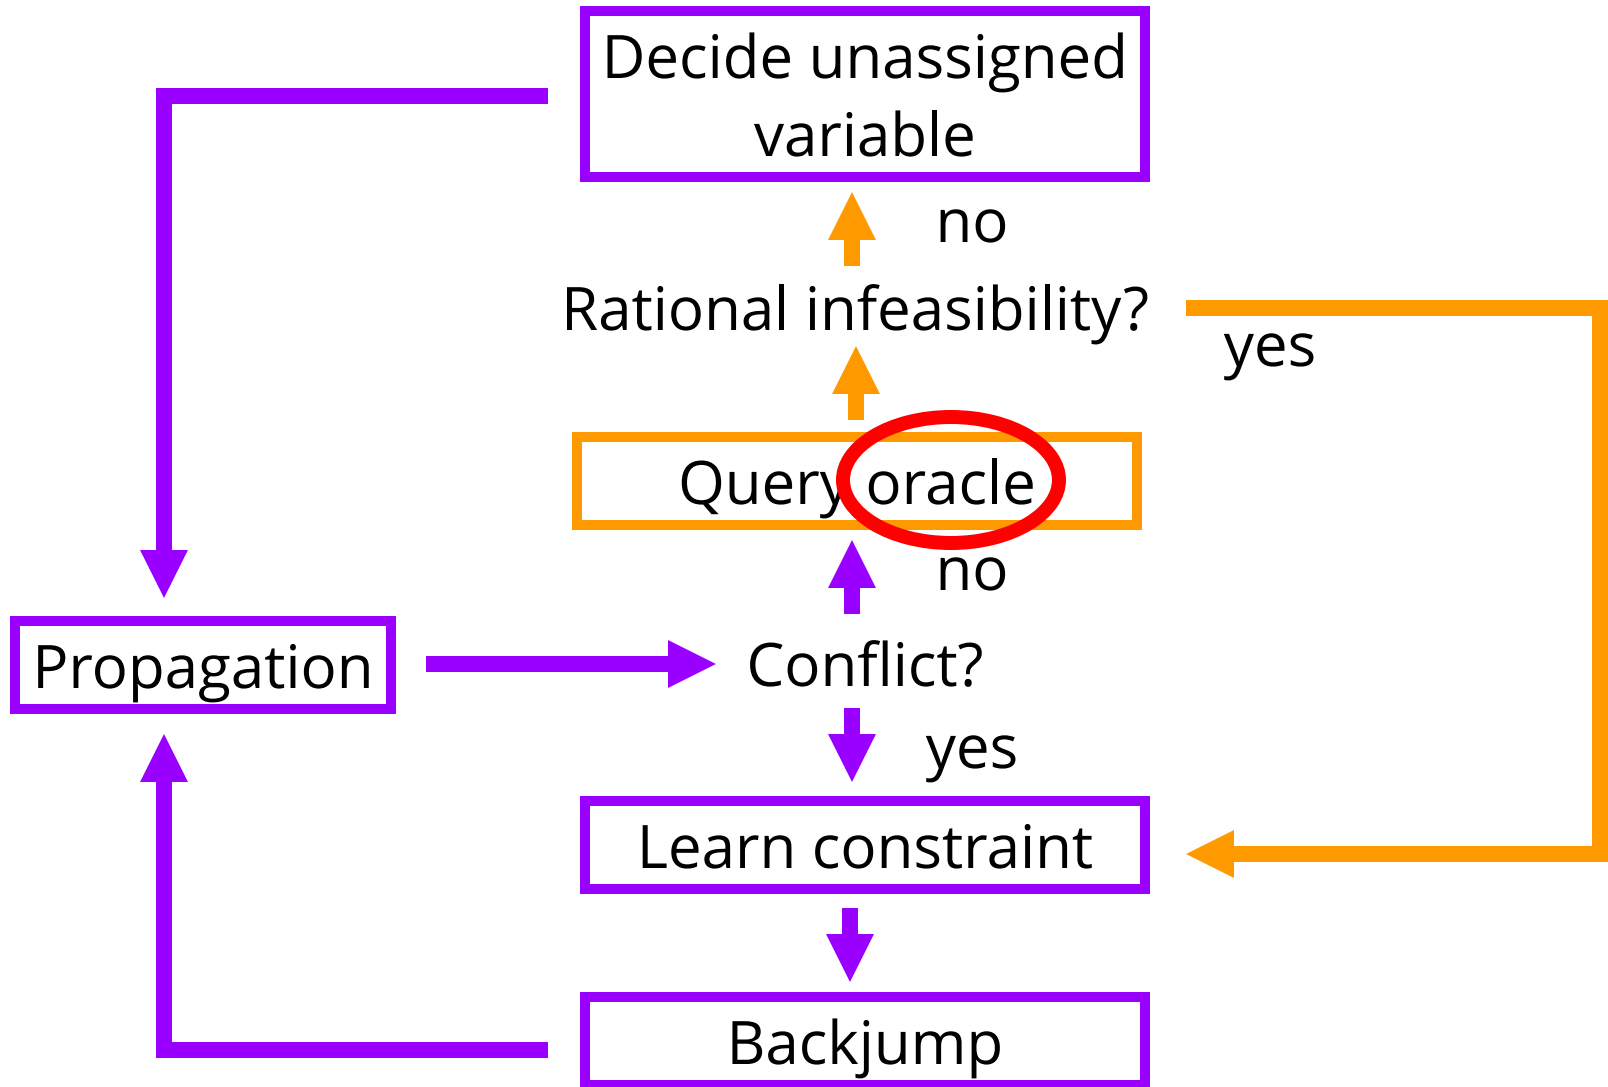 Decide unassigned
variable
no
Rational infeasibility?
yes
Query oracle
no
Propagation
Conflict?
yes
Learn constraint
Backjump